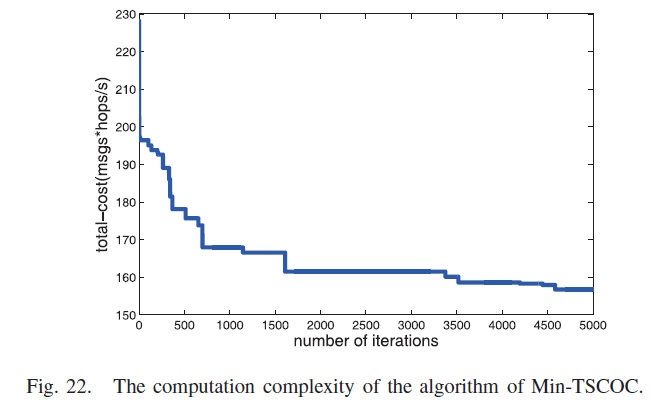 230
220
210
200
190
180
170
160
150
total-cost(msgs*hops/s)
0 500 1000 1500 2000 2500 3000 3500 4000 4500 5000
number of iterations
Fig. 22. The computation complexity of the algorithm of Min-TSCOC.